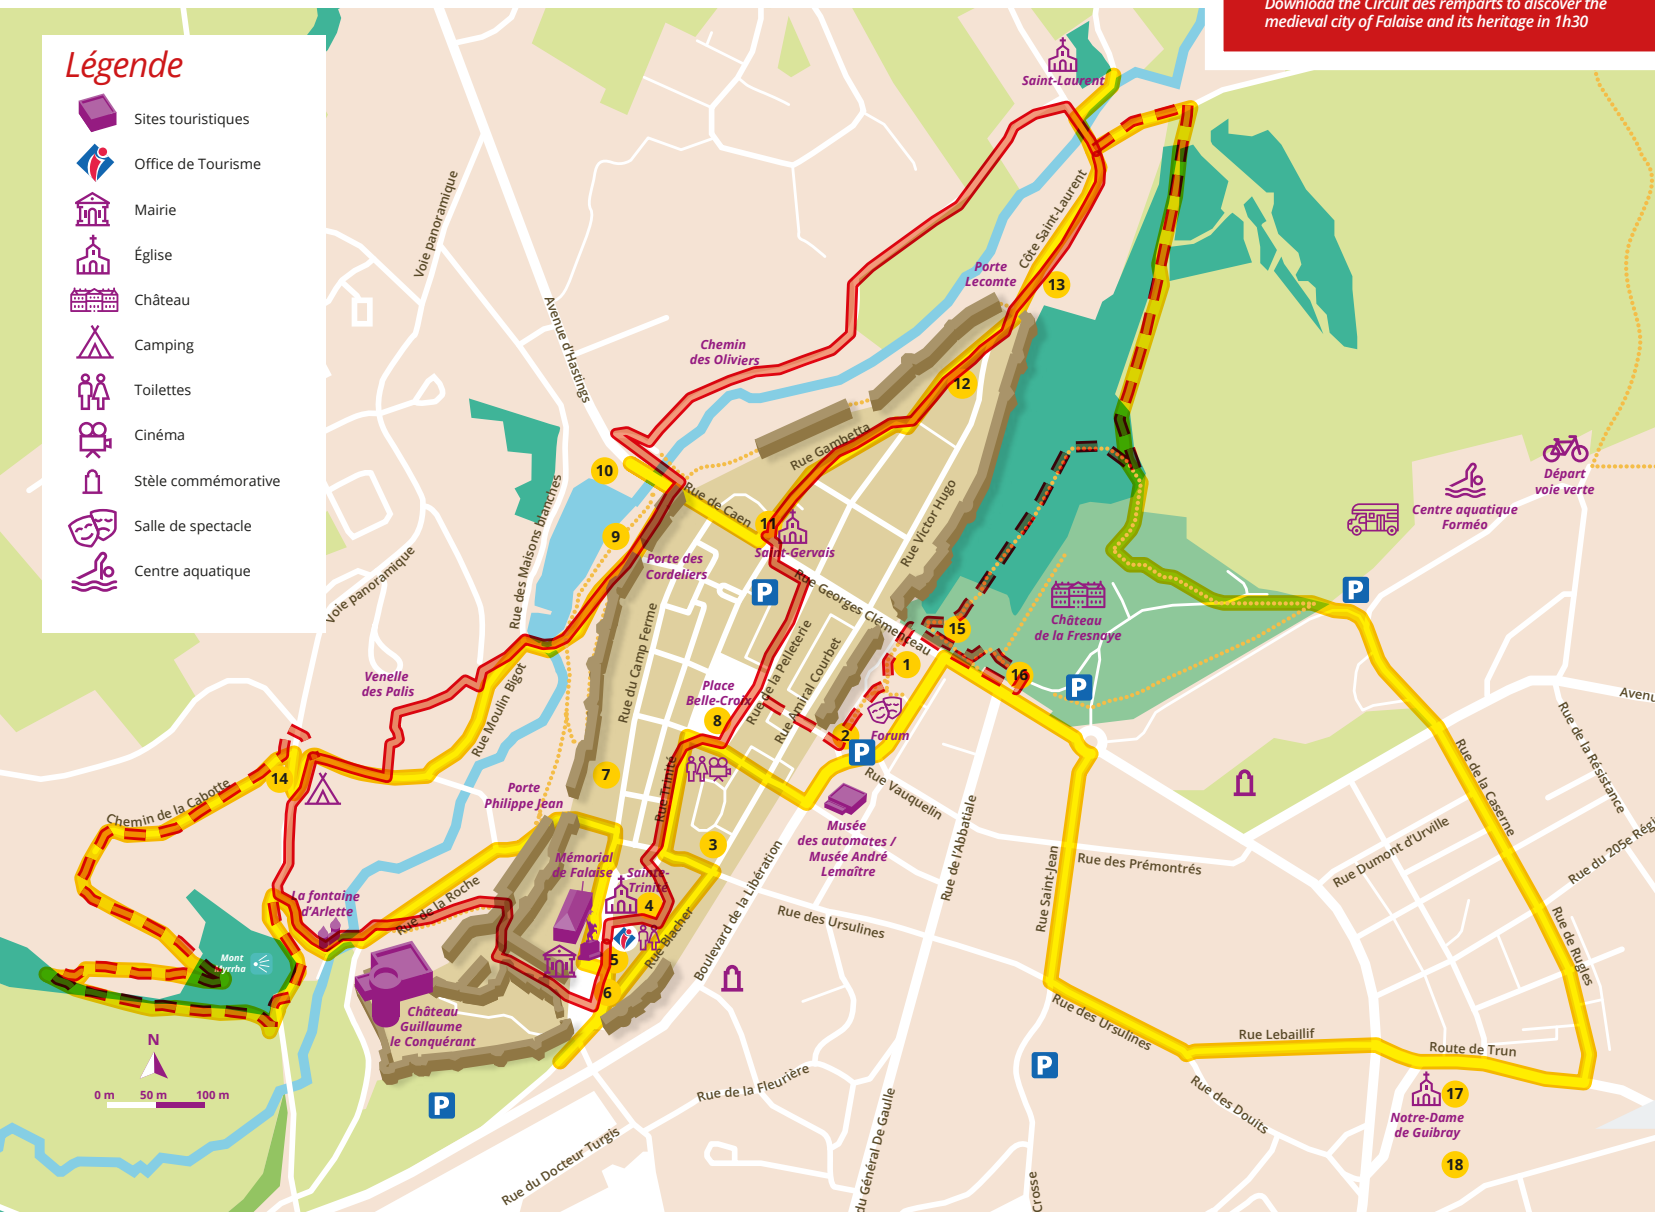 Download the Circuit des remparts to discover the
medieval city of Falaise and its heritage in 1h30
Légende
Sites touristiques
Office de Tourisme
Mairie
Église
Château
Camping
Toilettes
Cinéma
Stèle commémorative
Salle de spectacle
Centre aquatique
Saint-Laurent
Voie panoramique
Avenue d'Hastings
Côte Saint-Laurent
Porte
Lecomte
13
Chemin
des Oliviers
12
Rue Gambetta
10
Rue de Caen
11
Saint-Gervais
9
Porte des
Cordeliers
P
Rue Victor Hugo
Rue des Maisons blanches
Voie panoramique
Départ
voie verte
Centre aquatique
Forméo
P
Rue Georges Clémenceau
Château
de la Fresnaye
15
1
16
P
Rue du Camp Ferme
Rue de la Pelleterie
Rue Amiral Courbet
Place
Belle-Croix
8
2
P
Forum
Venelle
des Palis
Rue Moulin Bigot
14
Chemin de la Cabotte
7
Porte
Philippe Jean
Rue Trinité
3
Musée
des automates /
Musée André
Lemaître
Rue Vauquelin
Rue de l'Abbatiale
Rue des Prémontrés
Rue Saint-Jean
Avenu
Rue de la Résistance
Rue de la Caserne
Rue Dumont d'Urville
Rue du 205e Régi
Rue de Rugles
Mémorial
de Falaise
Sainte-
Trinité
4
5
6
Rue Blacher
Boulevard de la Libération
Rue des Ursulines
La fontaine
d'Arlette
Rue de la Roche
Mont
Myrrha
Château
Guillaume
le Conquérant
N
0 m 50 m 100 m
P
P
Rue des Ursulines
Rue Lebaillif
Route de Trun
Rue des Douits
17
Notre-Dame
de Guibray
18
Rue de la Fleurière
Rue du Docteur Turgis
du Général De Gaulle
Crosse